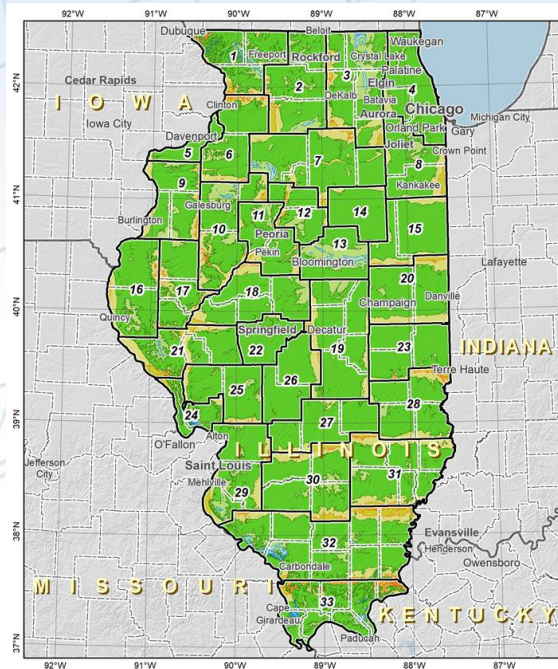 92°W 91°W 90°W 89°W 88°W 87°W
Dubuque
Beloit
Waukegan
1
Freeport
Rockford
Crystal Lake
Palatine
42°N
Cedar Rapids
2
3
Elgin
4
DeKalb
Batavia
Chicago
I O W A
Clinton
Aurora
Michigan City
Iowa City
Orland Park
Gary
Davenport
Joliet
Crown Point
5
6
7
8
9
Kankakee
41°N
Galesburg
11
12
14
Burlington
10
Peoria
13
15
Pekin
Bloomington
Lafayette
16
17
18
20
40°N
Champaign
Danville
Quincy
Springfield
Decatur
21
22
19
23
INDIANA
Terre Haute
25
26
24
28
39°N
27
O'Fallon
Alton
I L L I N O I S
Jefferson
City
Saint Louis
31
Mehlville
30
29
38°N
Evansville
32
Henderson
Owensboro
Carbondale
M I S S O U R I
33
Cape
Girardeau
K E N T U C K Y
Paducah
37°N
92°W 91°W 90°W 89°W 88°W 87°W